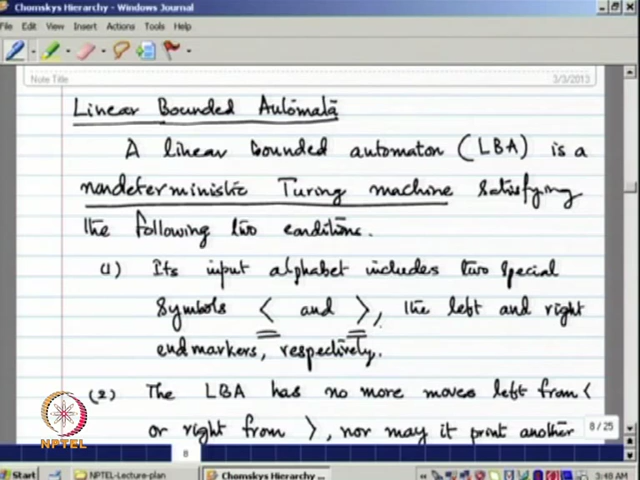 Chomskys Hierarchy - Windows Journal
File Edit View Insert Actions Tools Help
Note Title
3/3/2013
Linear Bounded Automata
A linear bounded automaton (LBA) is a
nondeterministic Turing machine satisfying
the following two conditions.
(1) Its input alphabet includes two special
symbols < and >, the left and right
endmarkers, respectively.
(2) The LBA has no more moves left from <
or right from >, nor may it print another
8/25
NPTEL
8
Start NPTEL-Lecture-plan Chomskys Hierarchy - ... 3:48 AM